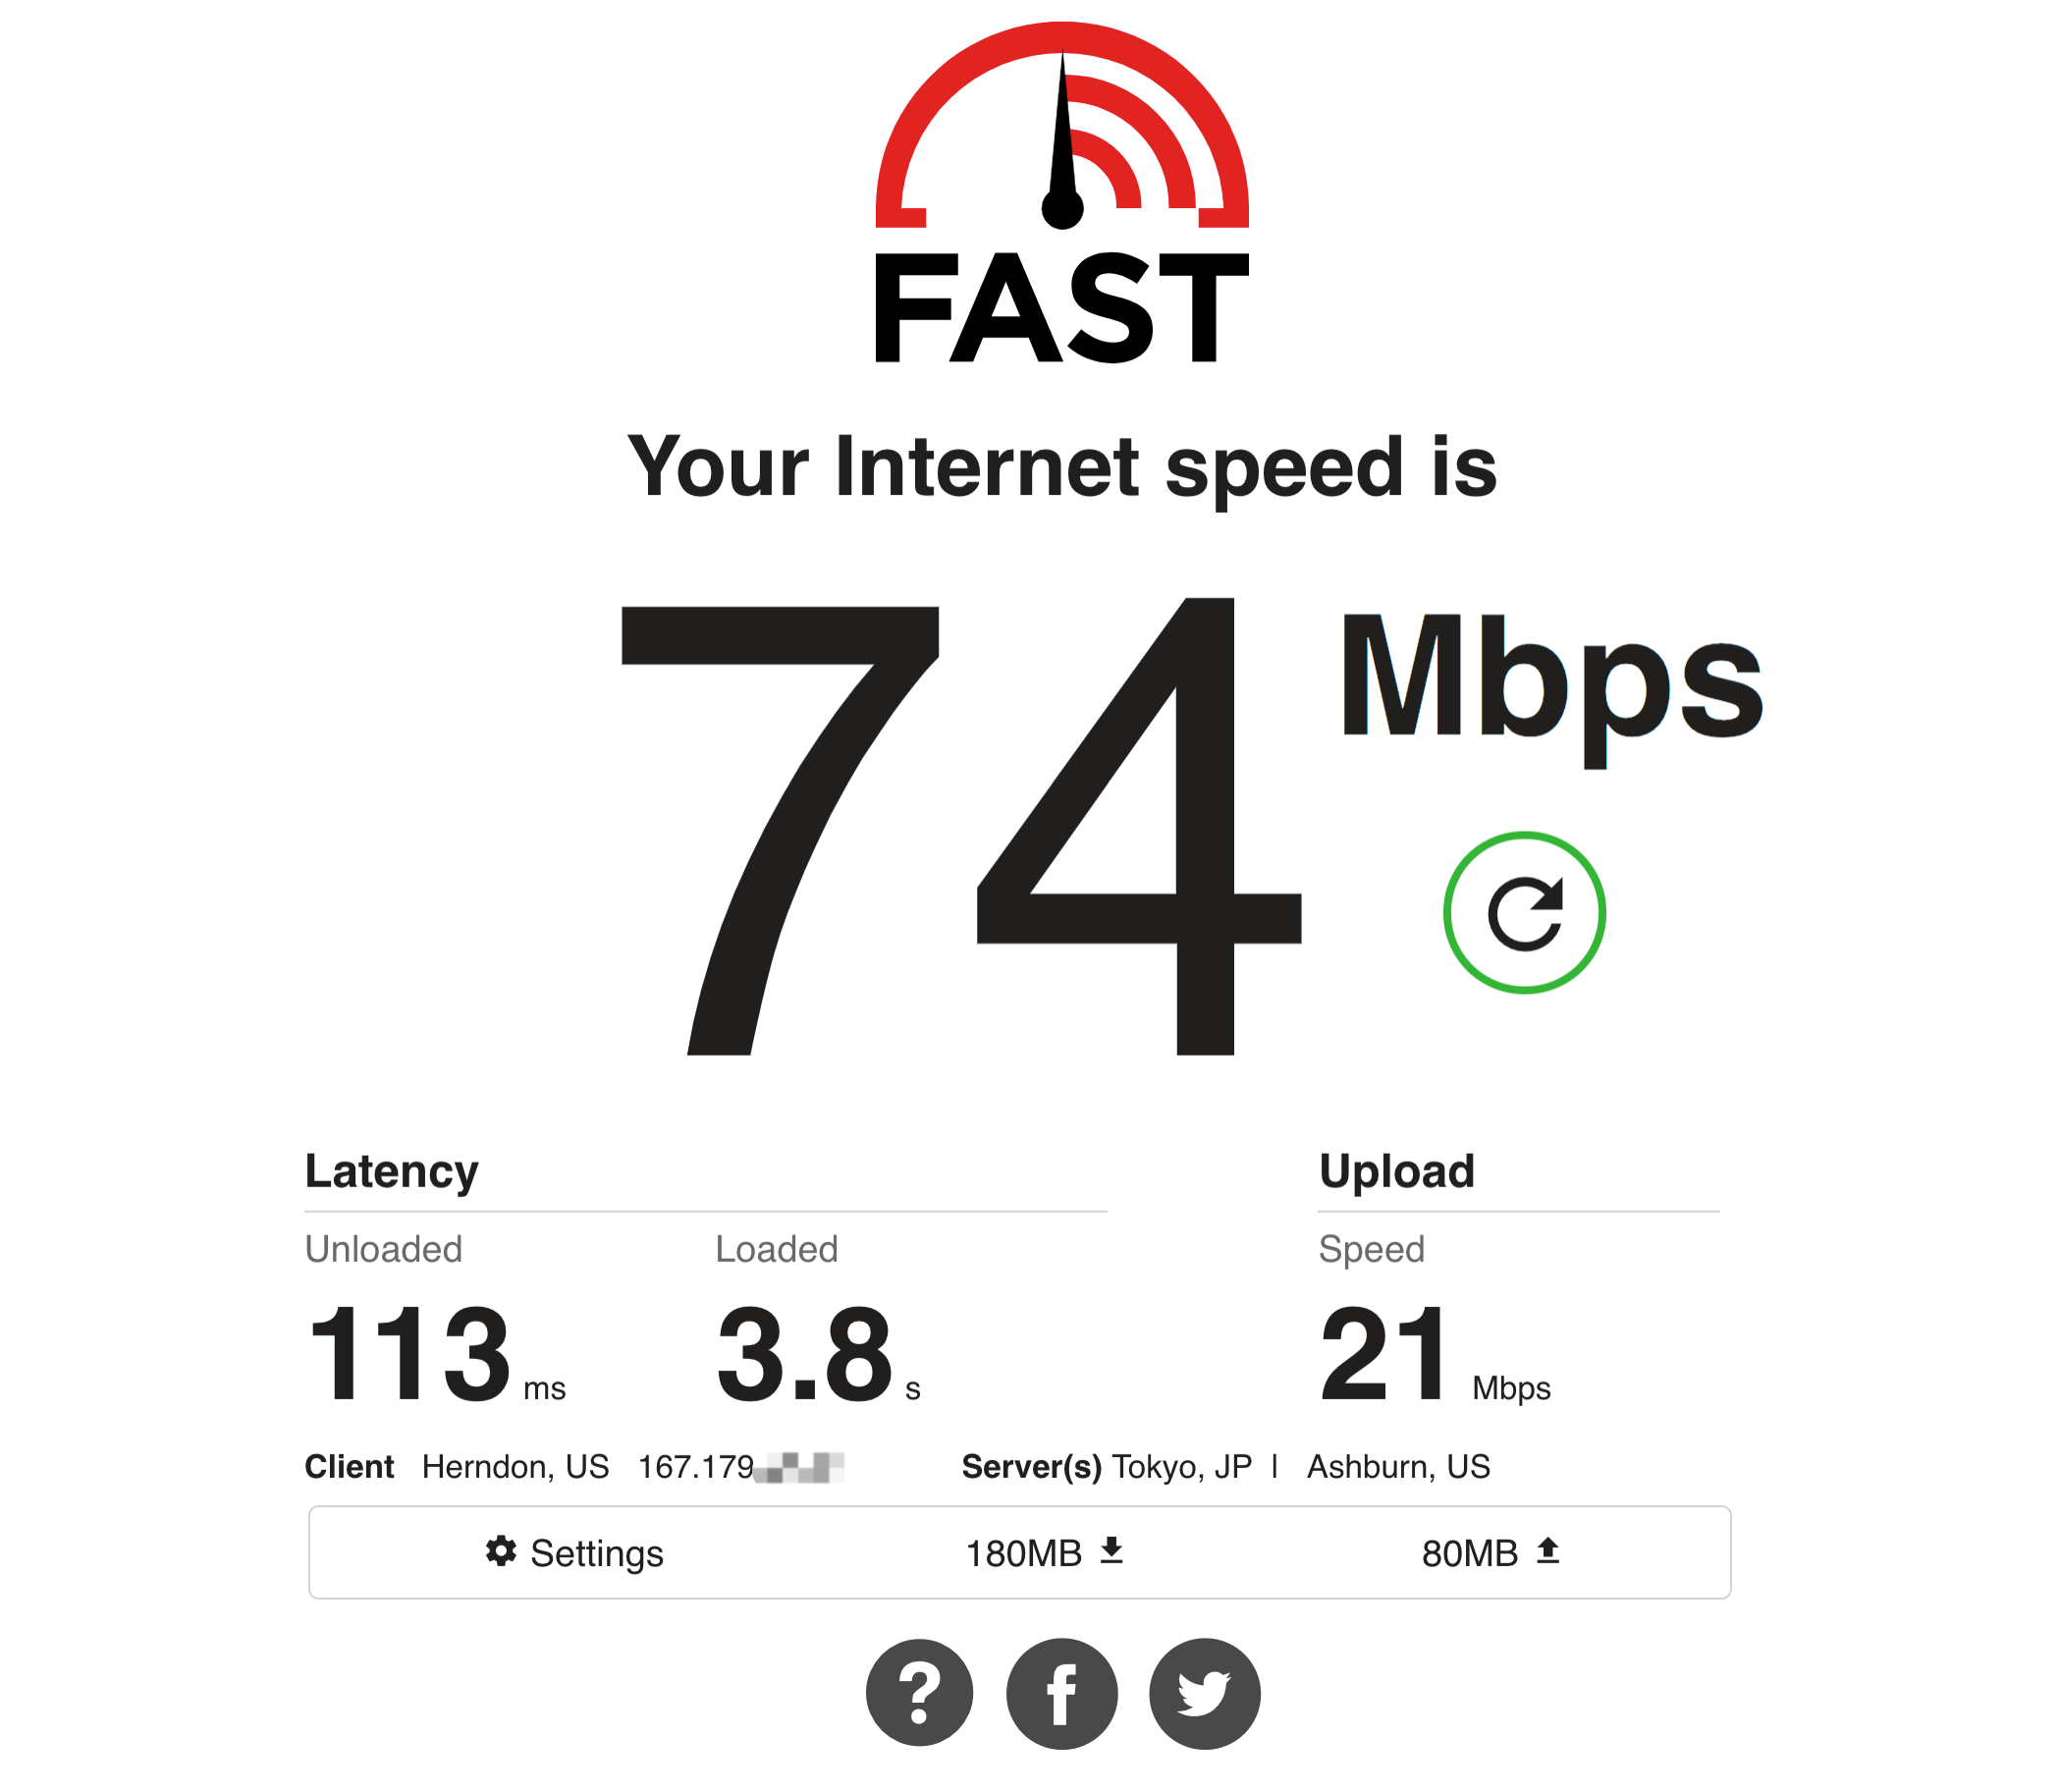 FAST
Your Internet speed is
74 Mbps
Latency Upload
Unloaded Loaded Speed
113 ms 3.8 s 21 Mbps
Client Herndon, US 167.179 Server(s) Tokyo, JP | Ashburn, US
Settings 180MB 80MB
?